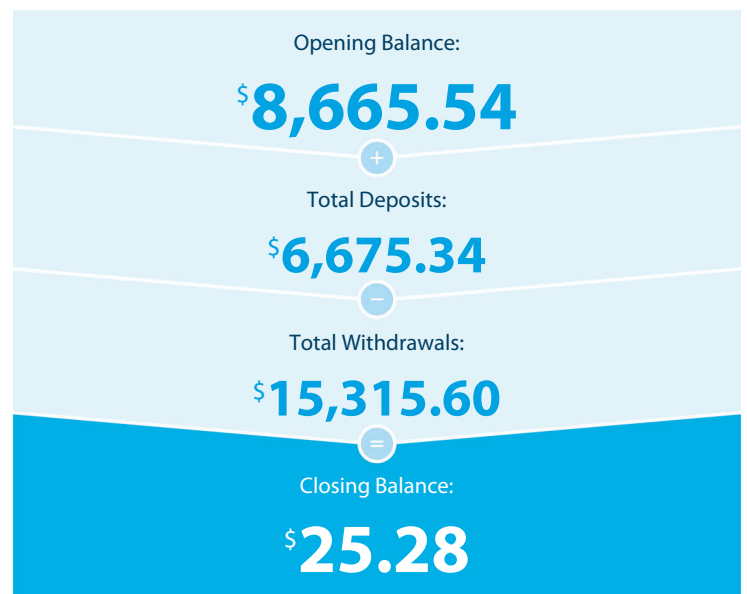 Opening Balance:
$8,665.54
+
Total Deposits:
$6,675.34
−
Total Withdrawals:
$15,315.60
=
Closing Balance:
$25.28